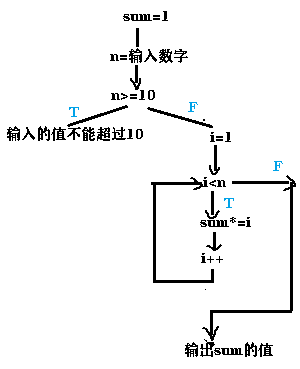 sum=1
n=输入数字
n>=10
T
F
输入的值不能超过10
i=1
i<n
F
T
sum*=i
i++
输出sum的值